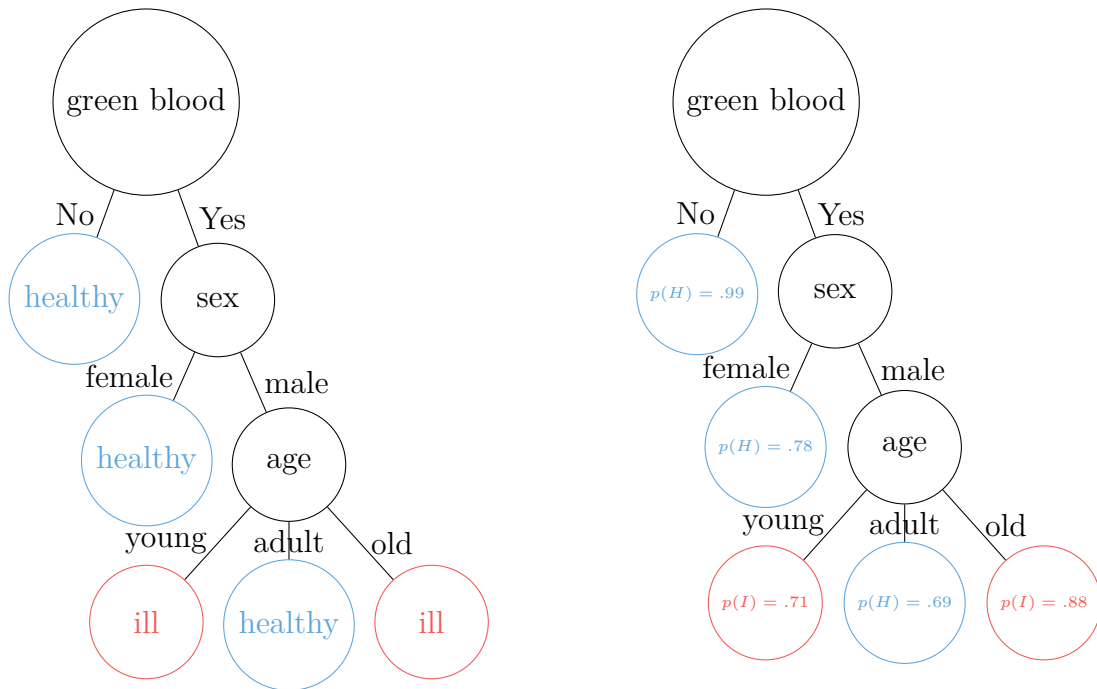 green blood
No
Yes
healthy
sex
female
male
healthy
age
young
adult
old
ill
healthy
ill
green blood
No
Yes
p(H) = .99
sex
female
male
p(H) = .78
age
young
adult
old
p(I) = .71
p(H) = .69
p(I) = .88